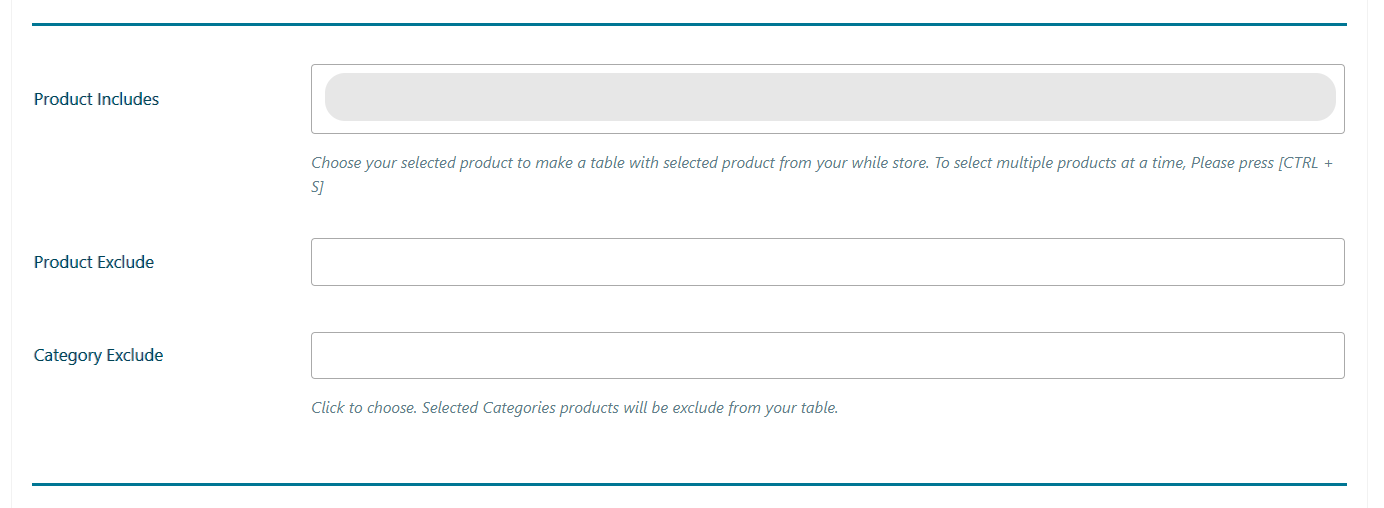 Product Includes
Choose your selected product to make a table with selected product from your while store. To select multiple products at a time, Please press [CTRL +
S]
Product Exclude
Category Exclude
Click to choose. Selected Categories products will be exclude from your table.